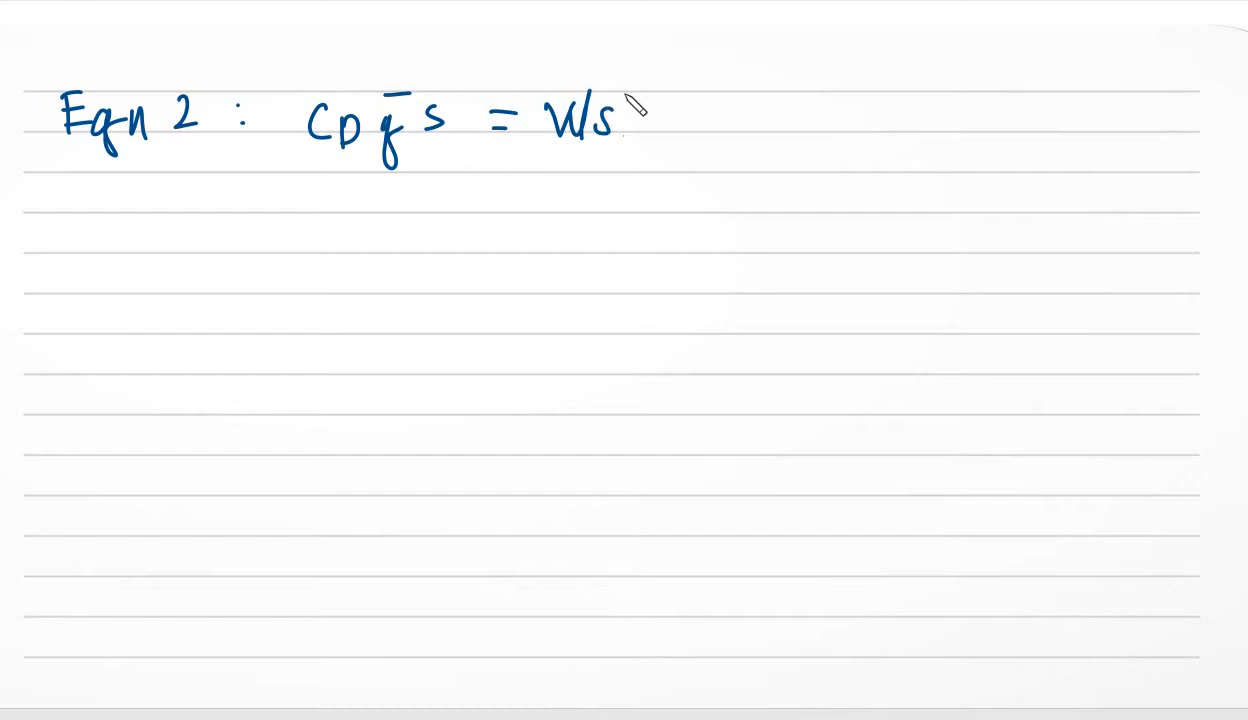 Eqn 2 : CD q̄ s = W/s